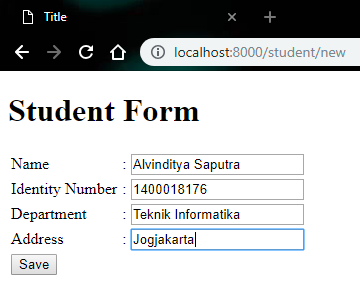 Title
localhost:8000/student/new
Student Form
Name : Alvinditya Saputra
Identity Number : 1400018176
Department : Teknik Informatika
Address : Jogjakarta
Save